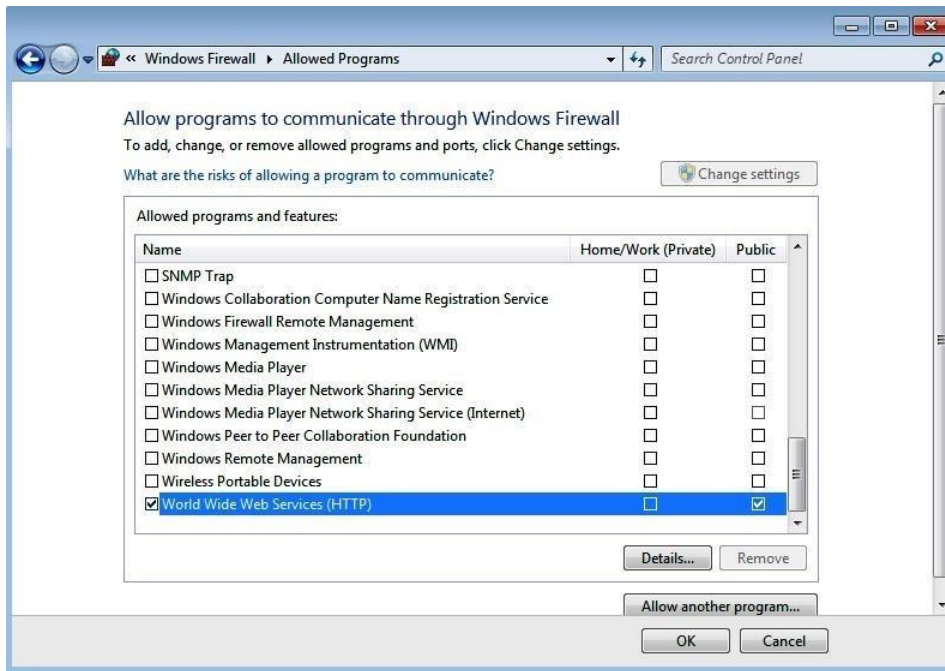 « Windows Firewall ▸ Allowed Programs Search Control Panel
Allow programs to communicate through Windows Firewall
To add, change, or remove allowed programs and ports, click Change settings.
What are the risks of allowing a program to communicate? Change settings
Allowed programs and features:
Name Home/Work (Private) Public
SNMP Trap
Windows Collaboration Computer Name Registration Service
Windows Firewall Remote Management
Windows Management Instrumentation (WMI)
Windows Media Player
Windows Media Player Network Sharing Service
Windows Media Player Network Sharing Service (Internet)
Windows Peer to Peer Collaboration Foundation
Windows Remote Management
Wireless Portable Devices
World Wide Web Services (HTTP)
Details... Remove
Allow another program...
OK Cancel